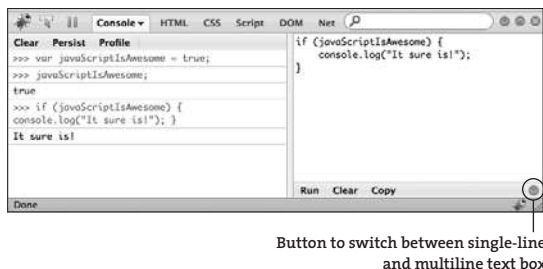 Console HTML CSS Script DOM Net
Clear Persist Profile
>>> var javaScriptIsAwesome = true;
>>> javaScriptIsAwesome;
true
>>> if (javaScriptIsAwesome) {
console.log("It sure is!"); }
It sure is!
if (javaScriptIsAwesome) {
console.log("It sure is!");
}
Run Clear Copy
Done
Button to switch between single-line
and multiline text box